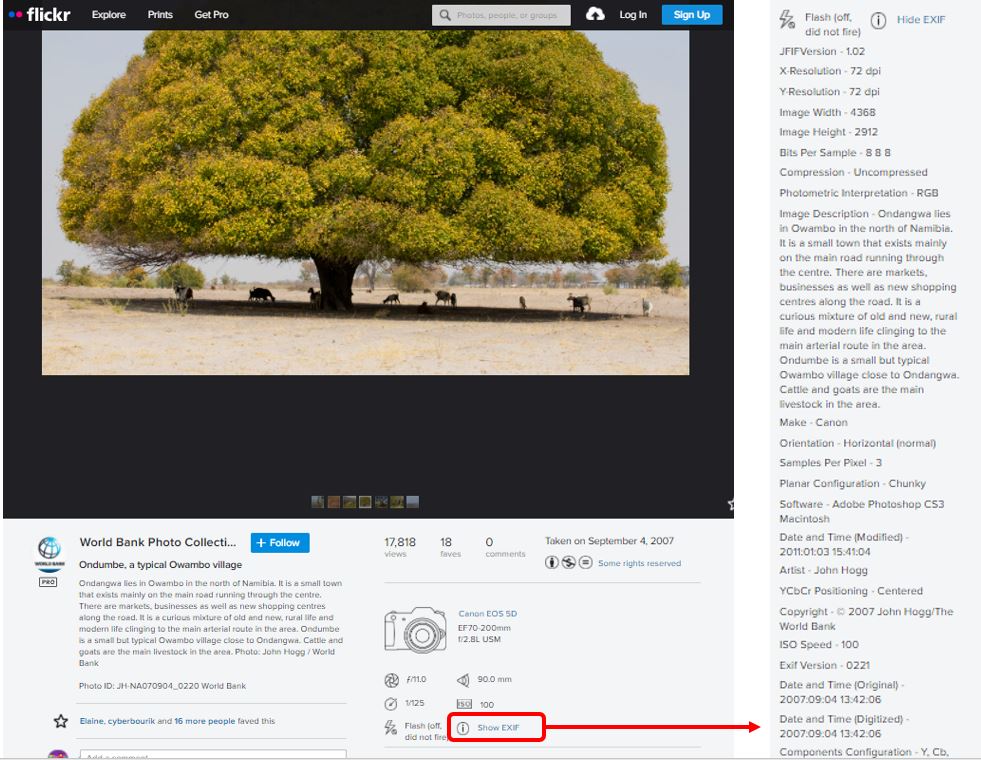 flickr
Explore
Prints
Get Pro
Photos, people, or groups
Log In
Sign Up
World Bank Photo Collecti...
+ Follow
WORLD BANK
PRO
Ondumbe, a typical Owambo village
Ondangwa lies in Owambo in the north of Namibia. It is a small town
that exists mainly on the main road running through the centre.
There are markets, businesses as well as new shopping centres
along the road. It is a curious mixture of old and new, rural life and
modern life clinging to the main arterial route in the area. Ondumbe
is a small but typical Owambo village close to Ondangwa. Cattle and
goats are the main livestock in the area. Photo: John Hogg / World
Bank
Photo ID: JH-NA070904_0220 World Bank
Elaine, cyberbourik and 16 more people faved this
Add a comment
17,818
views
18
faves
0
comments
Taken on September 4, 2007
Some rights reserved
Canon EOS 5D
EF70-200mm
f/2.8L USM
ƒ/11.0
90.0 mm
1/125
ISO
100
Flash (off,
did not fire)
Show EXIF
Flash (off,
did not fire)
Hide EXIF
JFIFVersion - 1.02
X-Resolution - 72 dpi
Y-Resolution - 72 dpi
Image Width - 4368
Image Height - 2912
Bits Per Sample - 8 8 8
Compression - Uncompressed
Photometric Interpretation - RGB
Image Description - Ondangwa lies
in Owambo in the north of Namibia.
It is a small town that exists mainly
on the main road running through
the centre. There are markets,
businesses as well as new shopping
centres along the road. It is a
curious mixture of old and new, rural
life and modern life clinging to the
main arterial route in the area.
Ondumbe is a small but typical
Owambo village close to Ondangwa.
Cattle and goats are the main
livestock in the area.
Make - Canon
Orientation - Horizontal (normal)
Samples Per Pixel - 3
Planar Configuration - Chunky
Software - Adobe Photoshop CS3
Macintosh
Date and Time (Modified) -
2011:01:03 15:41:04
Artist - John Hogg
YCbCr Positioning - Centered
Copyright - © 2007 John Hogg/The
World Bank
ISO Speed - 100
Exif Version - 0221
Date and Time (Original) -
2007:09:04 13:42:06
Date and Time (Digitized) -
2007:09:04 13:42:06
Components Configuration - Y, Cb,